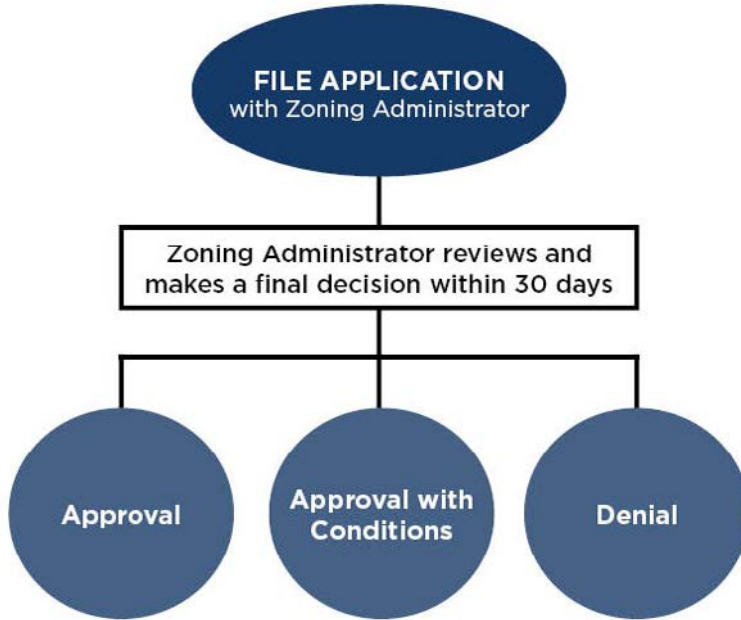 FILE APPLICATION
with Zoning Administrator
Zoning Administrator reviews and
makes a final decision within 30 days
Approval
Approval with
Conditions
Denial